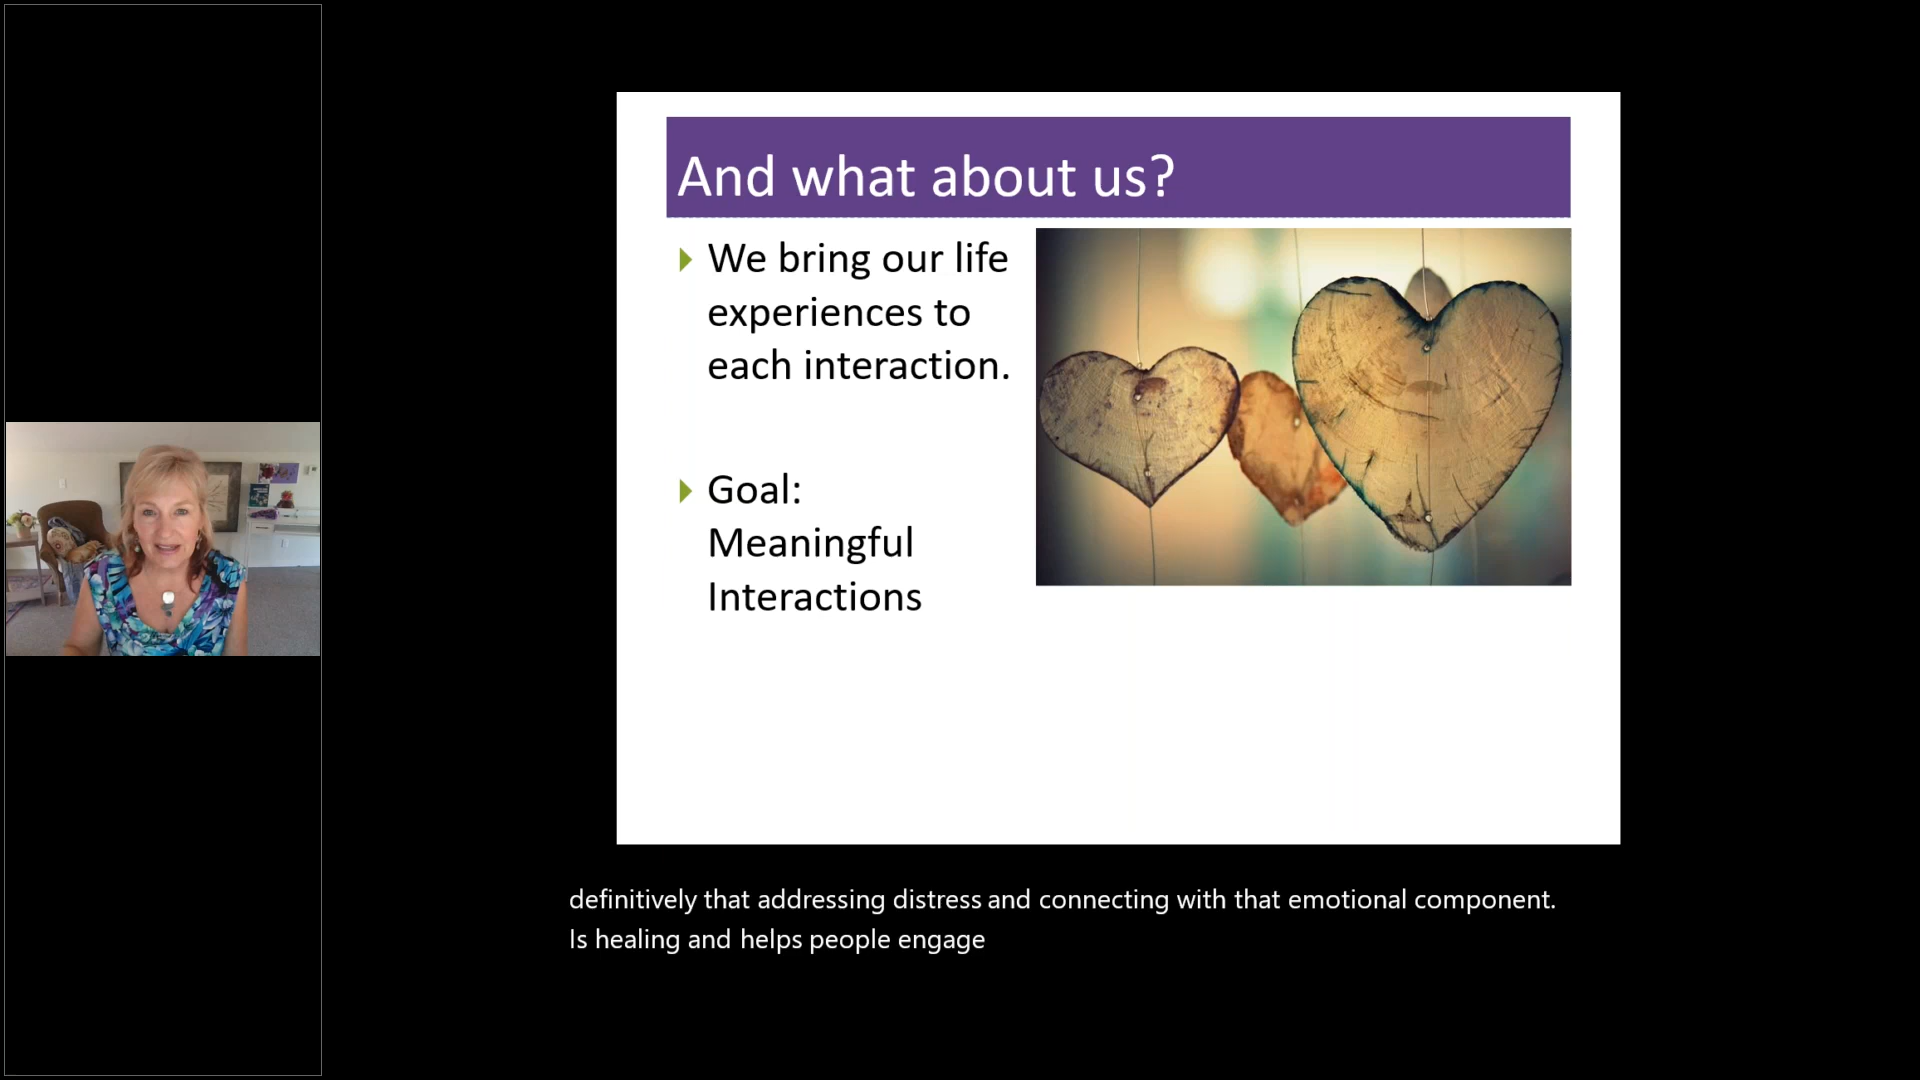 And what about us?
We bring our life
experiences to
each interaction.
Goal:
Meaningful
Interactions
definitively that addressing distress and connecting with that emotional component.
Is healing and helps people engage